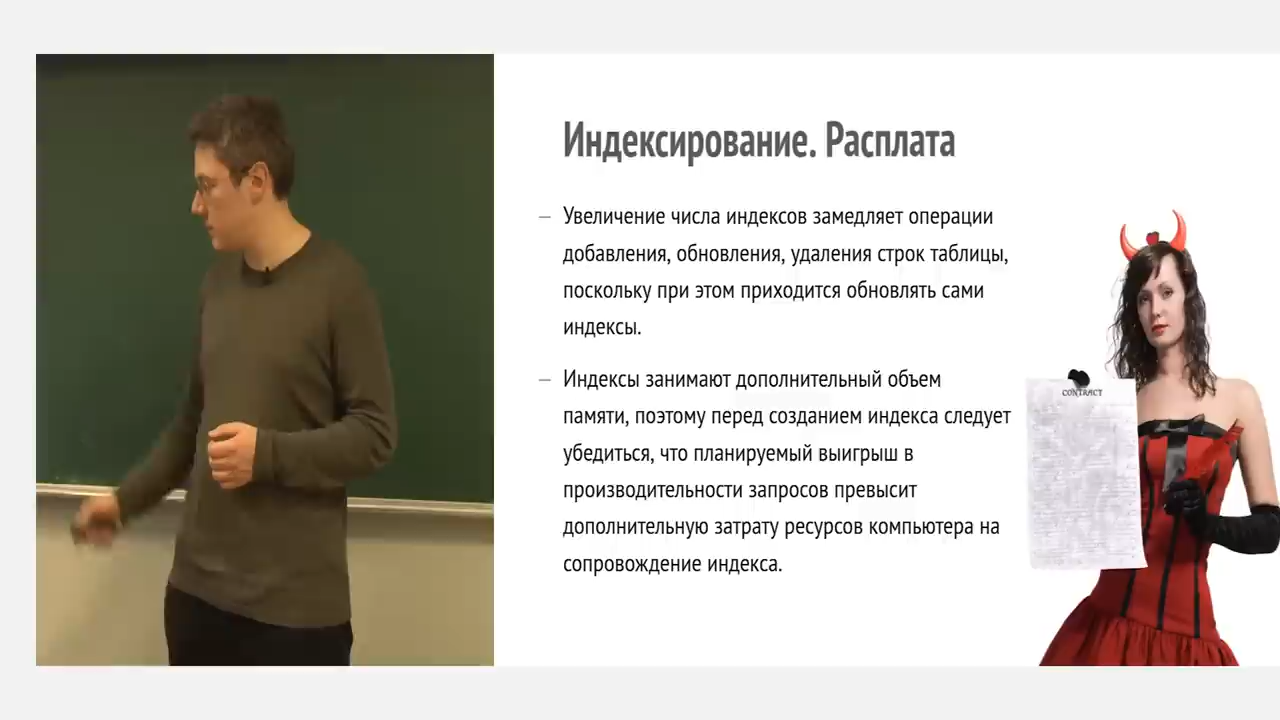 Индексирование. Расплата
– Увеличение числа индексов замедляет операции
добавления, обновления, удаления строк таблицы,
поскольку при этом приходится обновлять сами
индексы.
– Индексы занимают дополнительный объем
памяти, поэтому перед созданием индекса следует
убедиться, что планируемый выигрыш в
производительности запросов превысит
дополнительную затрату ресурсов компьютера на
сопровождение индекса.
CONTRACT